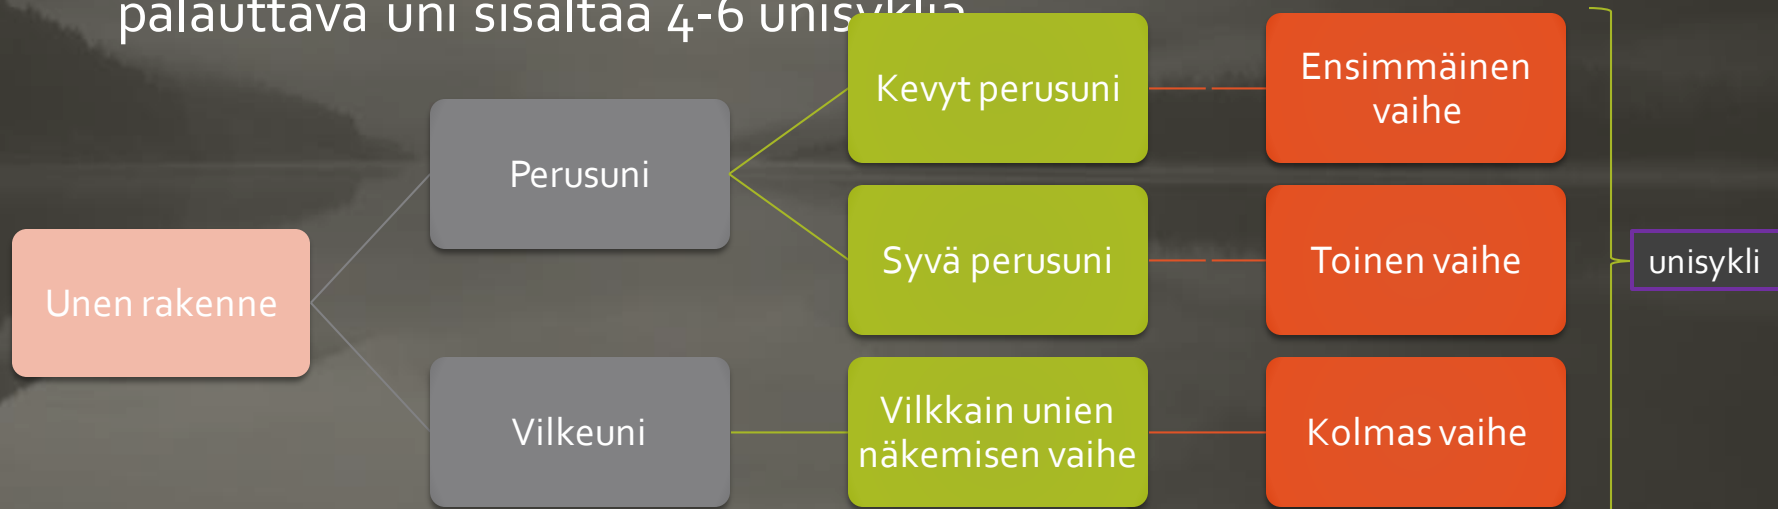 palauttava uni sisältää 4-6 unisykliä
Kevyt perusuni
Ensimmäinen
vaihe
Perusuni
Syvä perusuni
Toinen vaihe
unisykli
Unen rakenne
Vilkeuni
Vilkkain unien
näkemisen vaihe
Kolmas vaihe